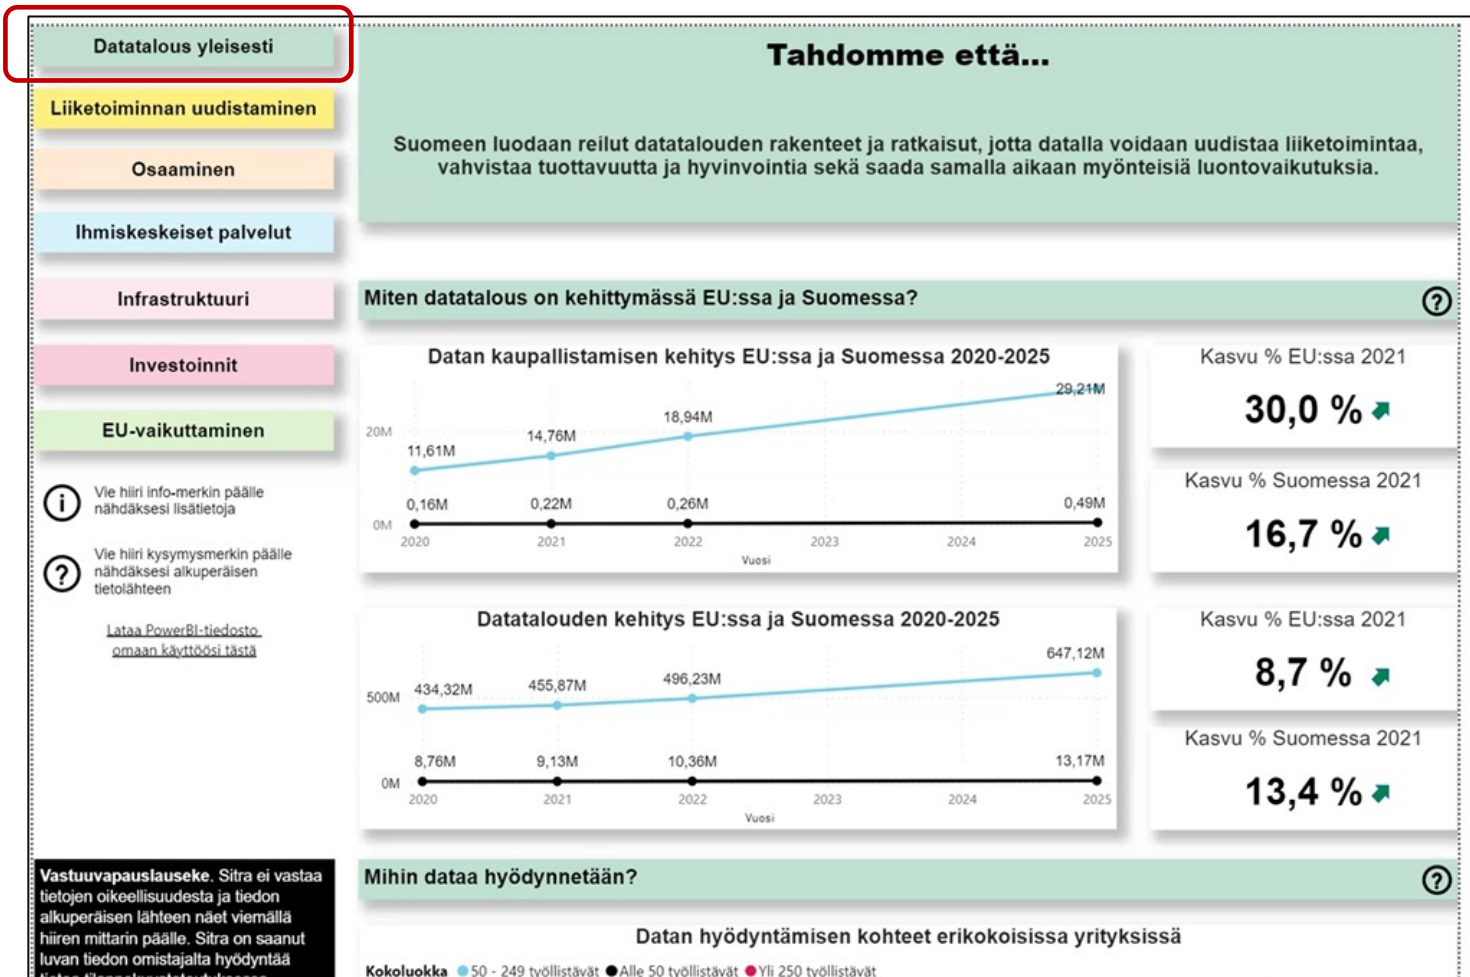 Datatalous yleisesti
Liiketoiminnan uudistaminen
Osaaminen
Ihmiskeskeiset palvelut
Infrastruktuuri
Investoinnit
EU-vaikuttaminen
Vie hiiri info-merkin päälle
nähdäksesi lisätietoja
Vie hiiri kysymysmerkin päälle
nähdäksesi alkuperäisen
tietolähteen
Lataa PowerBI-tiedosto
omaan käyttöösi tästä
Vastuuvapauslauseke. Sitra ei vastaa
tietojen oikeellisuudesta ja tiedon
alkuperäisen lähteen näet viemällä
hiiren mittarin päälle. Sitra on saanut
luvan tiedon omistajalta hyödyntää
Tahdomme että...
Suomeen luodaan reilut datatalouden rakenteet ja ratkaisut, jotta datalla voidaan uudistaa liiketoimintaa,
vahvistaa tuottavuutta ja hyvinvointia sekä saada samalla aikaan myönteisiä luontovaikutuksia.
Miten datatalous on kehittymässä EU:ssa ja Suomessa?
Datan kaupallistamisen kehitys EU:ssa ja Suomessa 2020-2025
29,21M
18,94M
20M
14,76M
11,61M
0,16M 0,22M 0,26M 0,49M
0M
2020 2021 2022 2023 2024 2025
Vuosi
Kasvu % EU:ssa 2021
30,0 %
Kasvu % Suomessa 2021
16,7 %
Datatalouden kehitys EU:ssa ja Suomessa 2020-2025
647,12M
496,23M
455,87M
434,32M
500M
8,76M 9,13M 10,36M 13,17M
0M
2020 2021 2022 2023 2024 2025
Vuosi
Kasvu % EU:ssa 2021
8,7 %
Kasvu % Suomessa 2021
13,4 %
Mihin dataa hyödynnetään?
Datan hyödyntämisen kohteet erikokoisissa yrityksissä
Kokoluokka 50 - 249 työllistävät Alle 50 työllistävät Yli 250 työllistävät